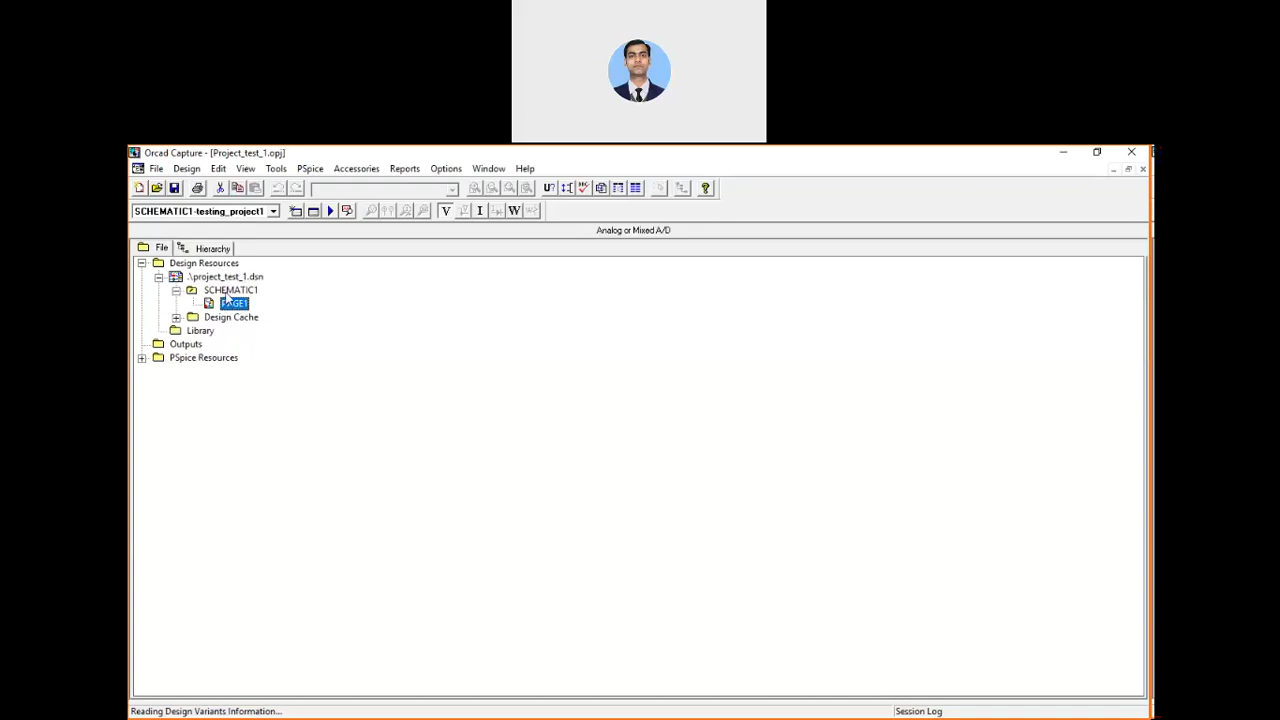 Orcad Capture - [Project_test_1.opj]
File Design Edit View Tools PSpice Accessories Reports Options Window Help
U?
SCHEMATIC1-testing_project1 V I W
Analog or Mixed A/D
File Hierarchy
Design Resources
.\project_test_1.dsn
SCHEMATIC1
PAGE1
Design Cache
Library
Outputs
PSpice Resources
Reading Design Variants Information... Session Log